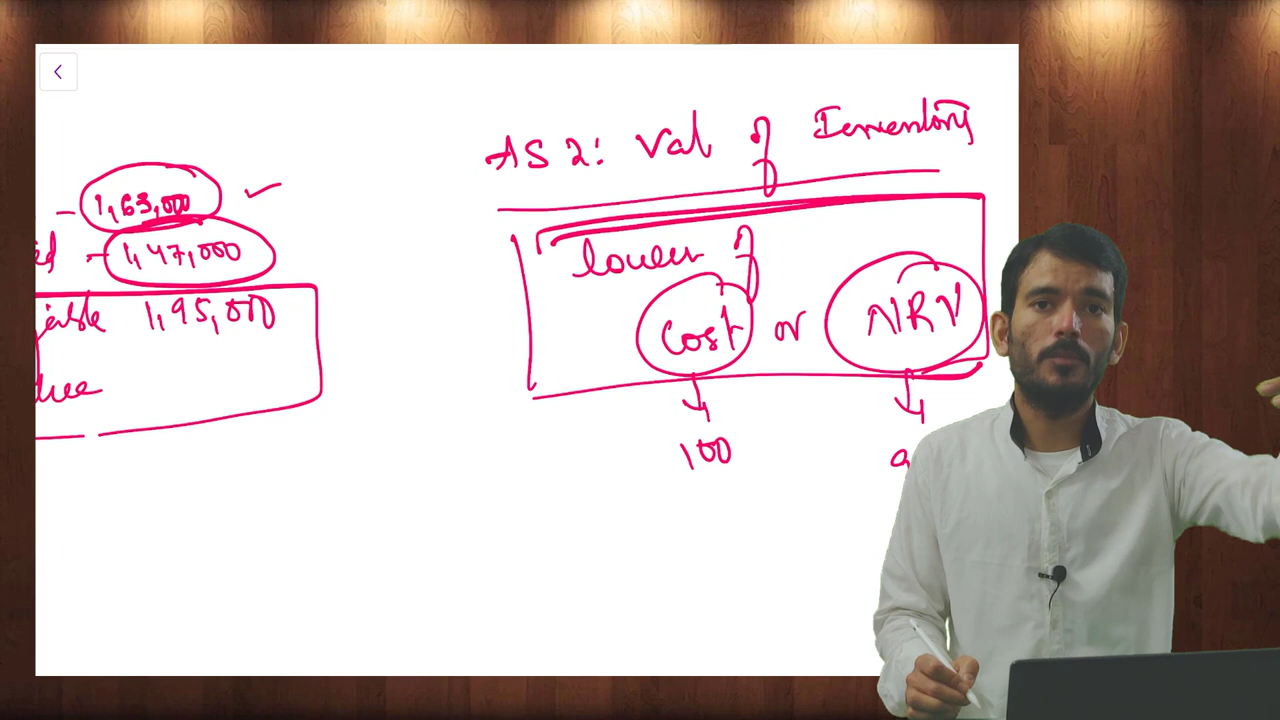 - 1,63,000 ✓
ed - 1,47,000
1,95,000
AS 2: Val of Inventory
lower of
Cost or NRV
100